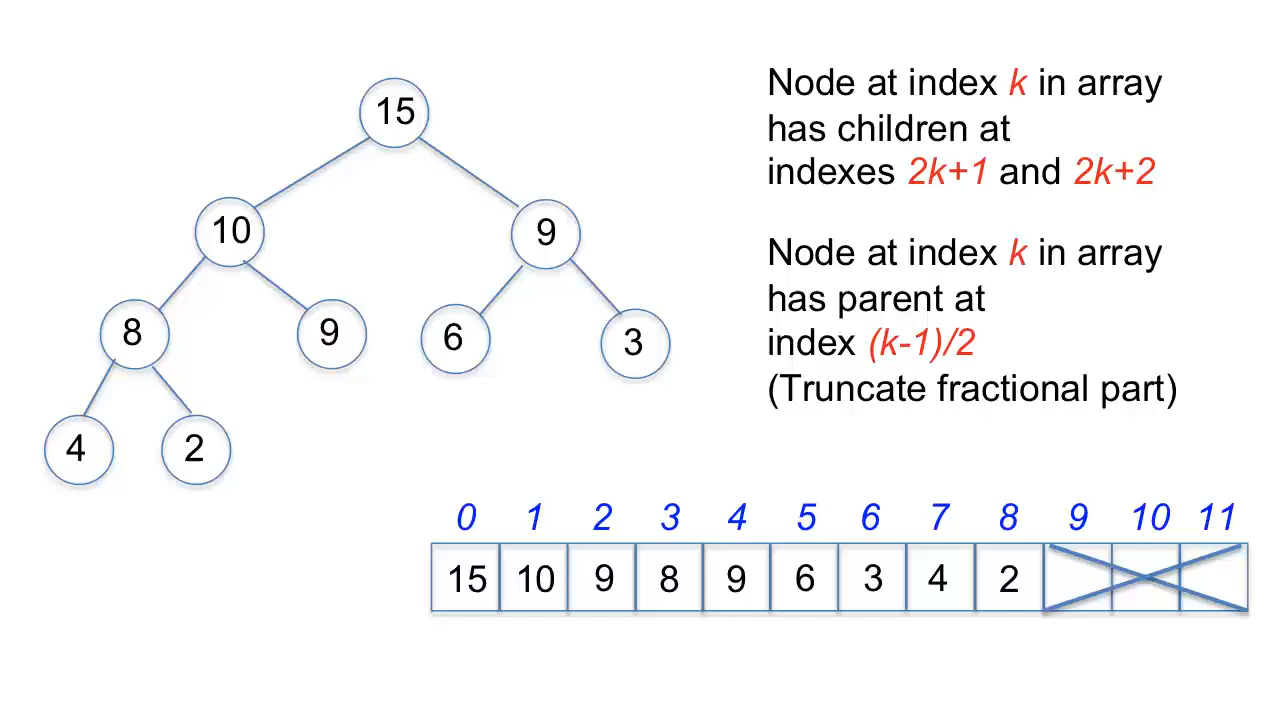 15
10
9
8
9
6
3
4
2
Node at index k in array
has children at
indexes 2k+1 and 2k+2
Node at index k in array
has parent at
index (k-1)/2
(Truncate fractional part)
0 1 2 3 4 5 6 7 8 9 10 11
15 10 9 8 9 6 3 4 2